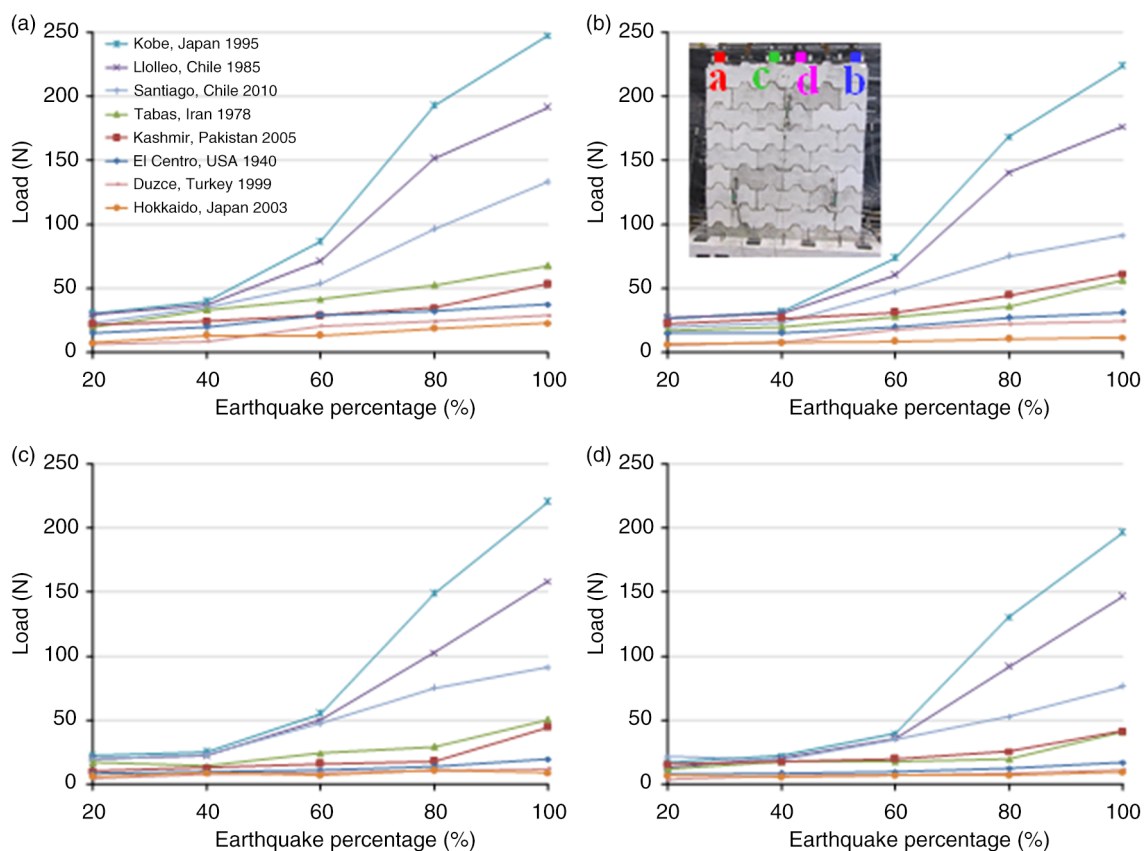 (a)
Load (N)
250
200
150
100
50
0
Kobe, Japan 1995
Llolleo, Chile 1985
Santiago, Chile 2010
Tabas, Iran 1978
Kashmir, Pakistan 2005
El Centro, USA 1940
Duzce, Turkey 1999
Hokkaido, Japan 2003
20 40 60 80 100
Earthquake percentage (%)
(b)
Load (N)
250
200
150
100
50
0
a c d b
20 40 60 80 100
Earthquake percentage (%)
(c)
Load (N)
250
200
150
100
50
0
20 40 60 80 100
Earthquake percentage (%)
(d)
Load (N)
250
200
150
100
50
0
20 40 60 80 100
Earthquake percentage (%)